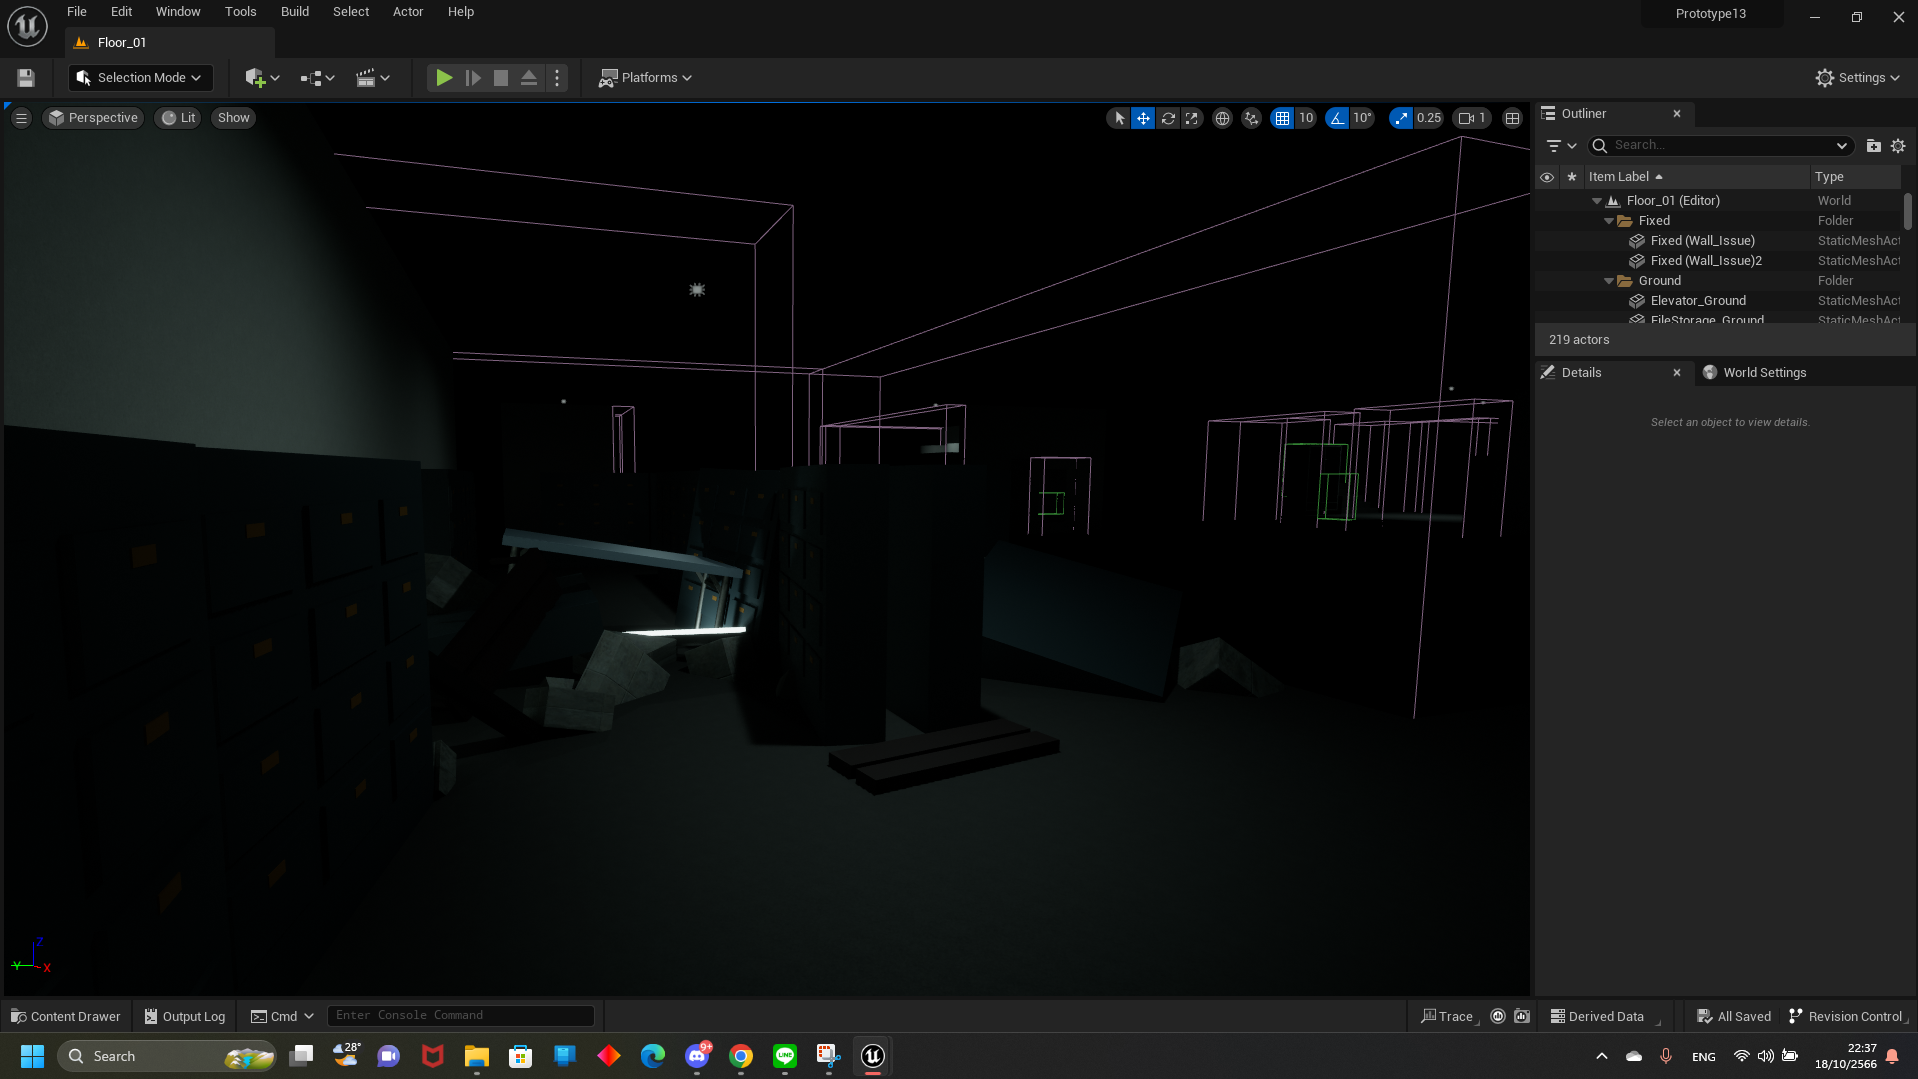 File Edit Window Tools Build Select Actor Help
Prototype13
Floor_01
Selection Mode
Platforms
Settings
Perspective Lit Show
10 10° 0.25 1
Outliner
Search...
Item Label Type
Floor_01 (Editor) World
Fixed Folder
Fixed (Wall_Issue) StaticMeshAct
Fixed (Wall_Issue)2 StaticMeshAct
Ground Folder
Elevator_Ground StaticMeshAct
FileStorage_Ground StaticMeshAct
219 actors
Details World Settings
Select an object to view details.
Z
Y X
Content Drawer Output Log Cmd Enter Console Command Trace Derived Data All Saved Revision Control
Search 28° 9+ LINE ENG 22:37
18/10/2566